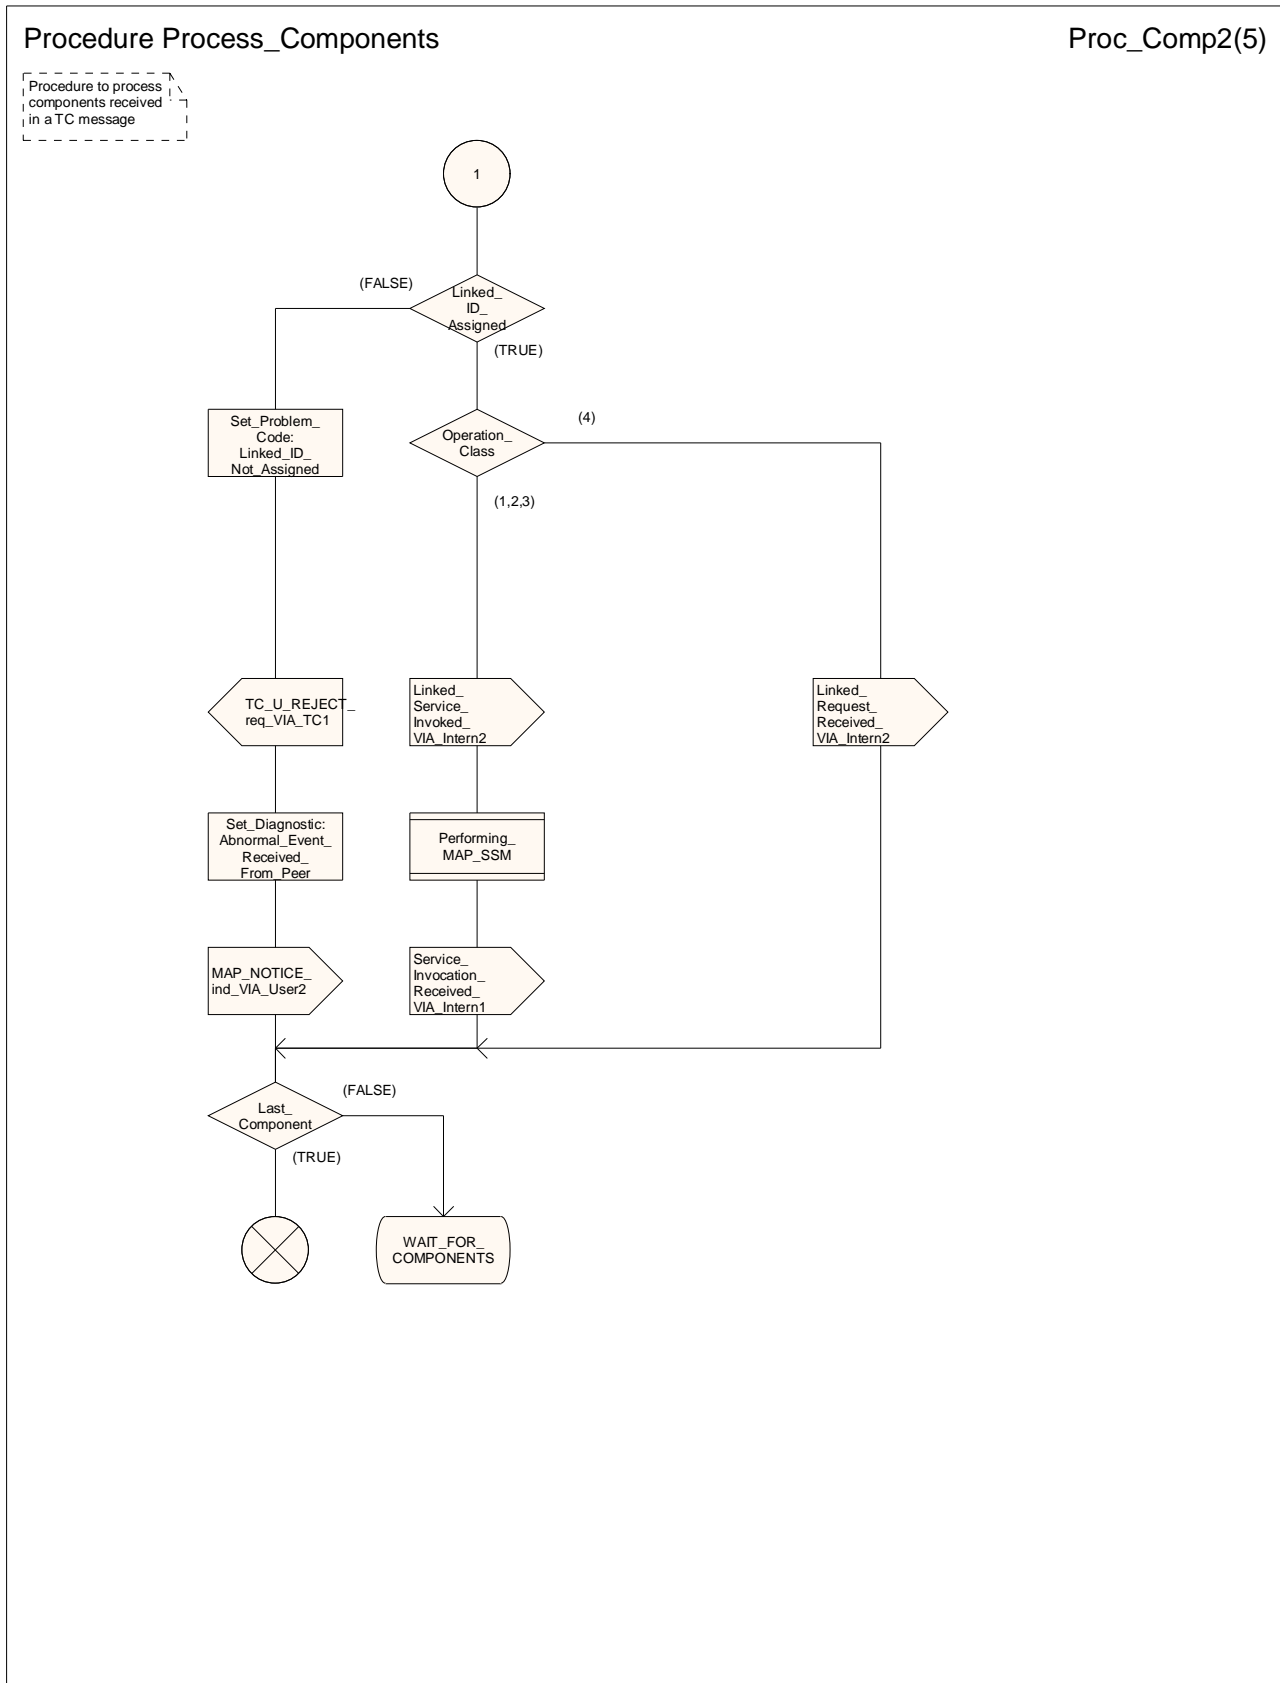 Procedure Process_Components
Proc_Comp2(5)
Procedure to process
components received
in a TC message
1
(FALSE)
Linked_
ID_
Assigned
(TRUE)
Set_Problem_
Code:
Linked_ID_
Not_Assigned
Operation_
Class
(4)
(1,2,3)
TC_U_REJECT_
req_VIA_TC1
Linked_
Service_
Invoked_
VIA_Intern2
Linked_
Request_
Received_
VIA_Intern2
Set_Diagnostic:
Abnormal_Event_
Received_
From_Peer
Performing_
MAP_SSM
MAP_NOTICE_
ind_VIA_User2
Service_
Invocation_
Received_
VIA_Intern1
Last_
Component
(FALSE)
(TRUE)
WAIT_FOR_
COMPONENTS